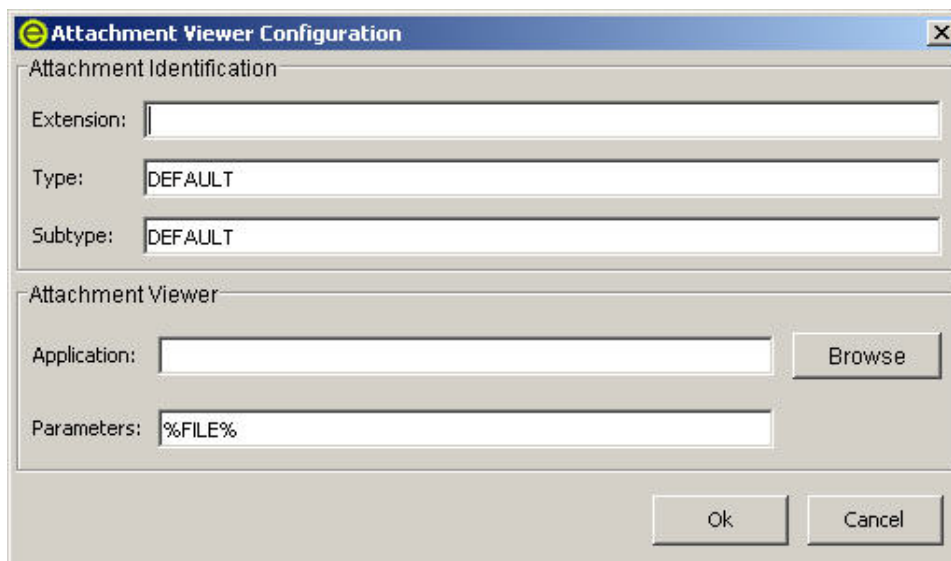 Attachment Viewer Configuration
Attachment Identification
Extension:
Type: DEFAULT
Subtype: DEFAULT
Attachment Viewer
Application: Browse
Parameters: %FILE%
Ok Cancel